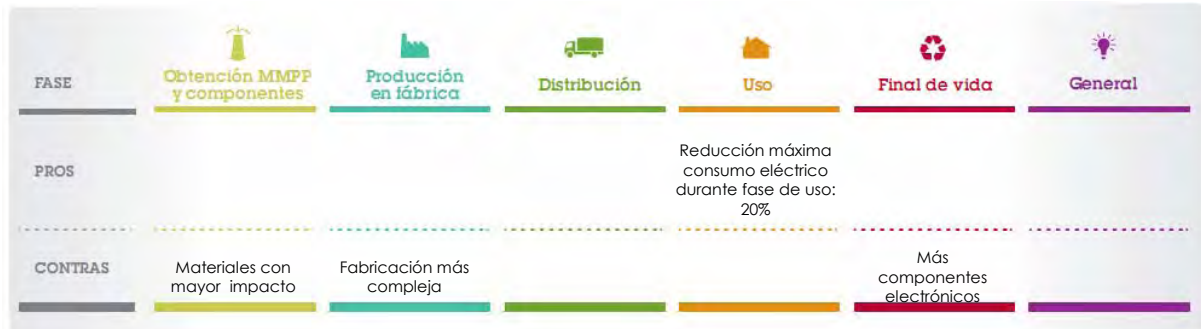 FASE
Obtención MMPP
y componentes
Producción
en fábrica
Distribución
Uso
Final de vida
General
PROS
Reducción máxima
consumo eléctrico
durante fase de uso:
20%
CONTRAS
Materiales con
mayor impacto
Fabricación más
compleja
Más
componentes
electrónicos